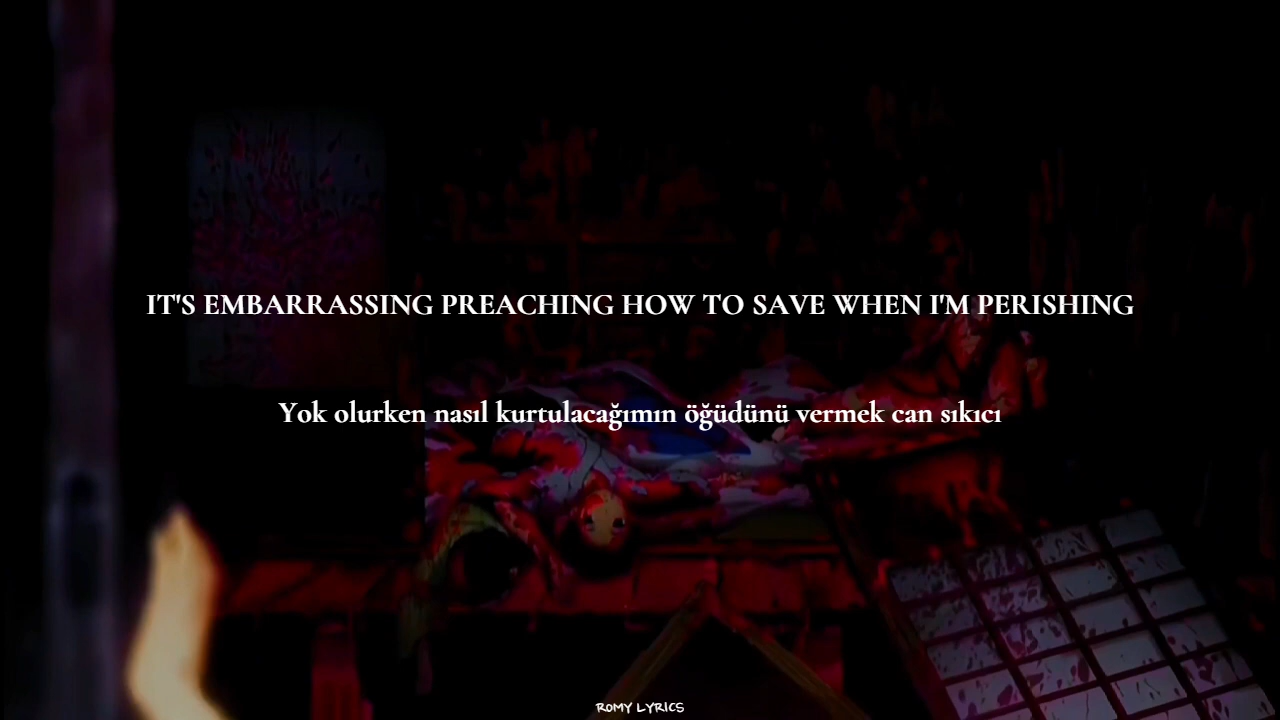 IT'S EMBARRASSING PREACHING HOW TO SAVE WHEN I'M PERISHING
Yok olurken nasıl kurtulacağımın öğüdünü vermek can sıkıcı
ROMY LYRICS